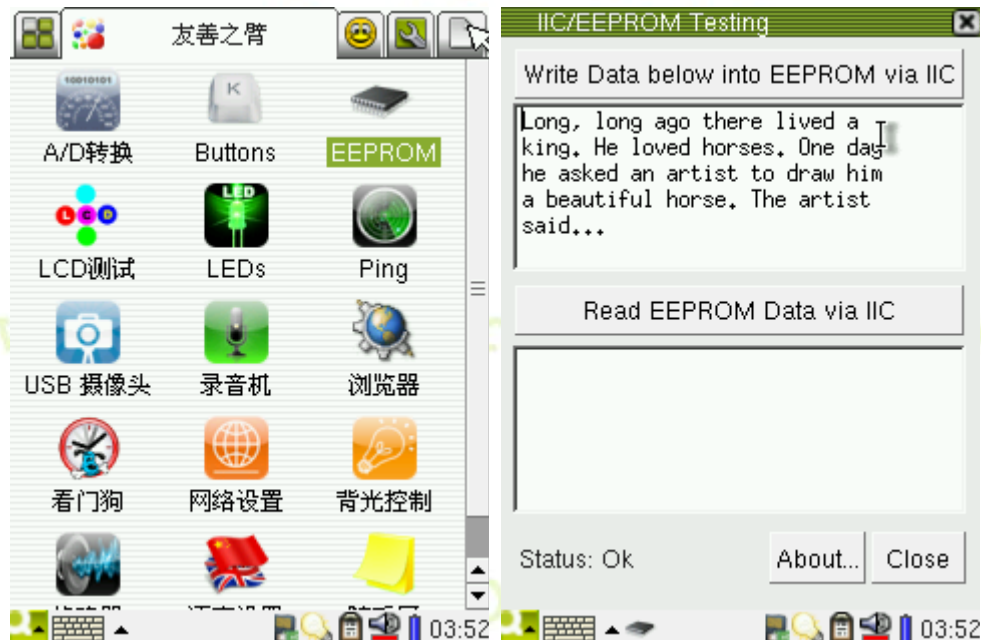 友善之臂
10010101
K
A/D转换
Buttons
EEPROM
LCD
LED
LCD测试
LEDs
Ping
USB 摄像头
录音机
浏览器
看门狗
网络设置
背光控制
03:52
IIC/EEPROM Testing
Write Data below into EEPROM via IIC
Long, long ago there lived a
king. He loved horses. One day
he asked an artist to draw him
a beautiful horse. The artist
said...
Read EEPROM Data via IIC
Status: Ok
About...
Close
03:52